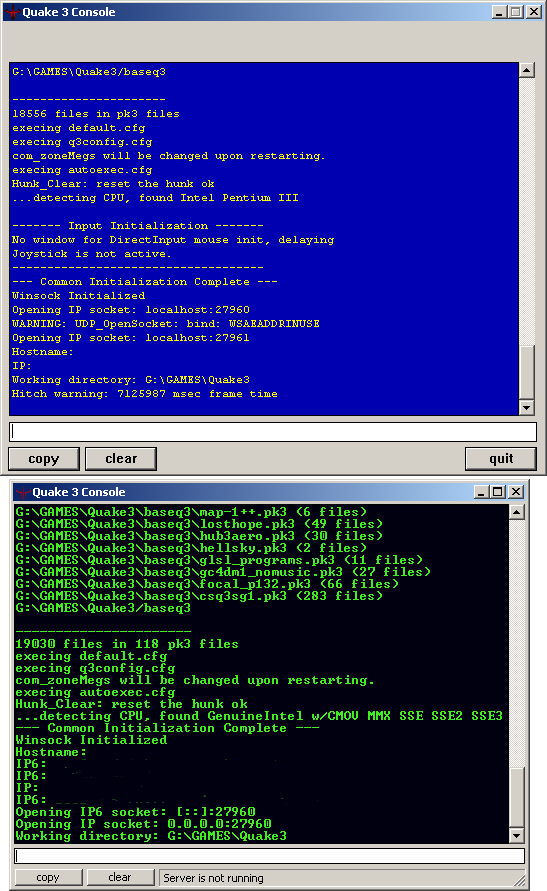 Quake 3 Console
G:\GAMES\Quake3/baseq3
----------------------
18556 files in pk3 files
execing default.cfg
execing q3config.cfg
com_zoneMegs will be changed upon restarting.
execing autoexec.cfg
Hunk_Clear: reset the hunk ok
...detecting CPU, found Intel Pentium III
------- Input Initialization -------
No window for DirectInput mouse init, delaying
Joystick is not active.
------------------------------------
--- Common Initialization Complete ---
Winsock Initialized
Opening IP socket: localhost:27960
WARNING: UDP_OpenSocket: bind: WSAEADDRINUSE
Opening IP socket: localhost:27961
Hostname:
IP:
Working directory: G:\GAMES\Quake3
Hitch warning: 7125987 msec frame time
copy clear quit
Quake 3 Console
G:\GAMES\Quake3\baseq3\map-1++.pk3 (6 files)
G:\GAMES\Quake3\baseq3\losthope.pk3 (49 files)
G:\GAMES\Quake3\baseq3\hub3aero.pk3 (30 files)
G:\GAMES\Quake3\baseq3\hellsky.pk3 (2 files)
G:\GAMES\Quake3\baseq3\glsl_programs.pk3 (11 files)
G:\GAMES\Quake3\baseq3\gc4dm1_nomusic.pk3 (27 files)
G:\GAMES\Quake3\baseq3\focal_p132.pk3 (66 files)
G:\GAMES\Quake3\baseq3\csq3sg1.pk3 (283 files)
G:\GAMES\Quake3/baseq3
----------------------
19030 files in 118 pk3 files
execing default.cfg
execing q3config.cfg
com_zoneMegs will be changed upon restarting.
execing autoexec.cfg
Hunk_Clear: reset the hunk ok
...detecting CPU, found GenuineIntel w/CMOV MMX SSE SSE2 SSE3
--- Common Initialization Complete ---
Winsock Initialized
Hostname:
IP6:
IP6:
IP:
IP6:
Opening IP6 socket: [::]:27960
Opening IP socket: 0.0.0.0:27960
Working directory: G:\GAMES\Quake3
copy clear Server is not running